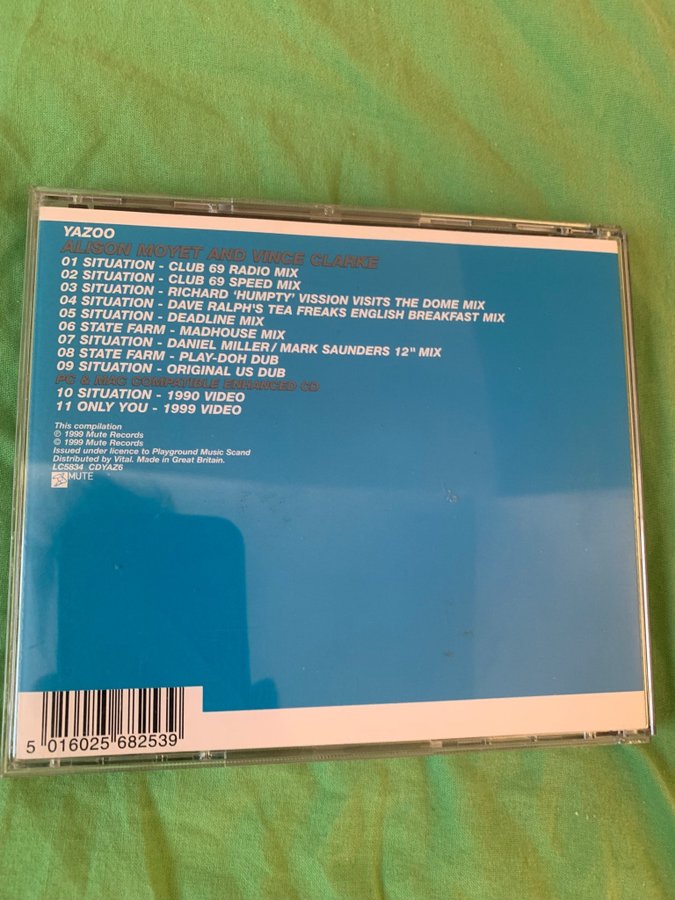 YAZOO
ALISON MOYET AND VINCE CLARKE
01 SITUATION - CLUB 69 RADIO MIX
02 SITUATION - CLUB 69 SPEED MIX
03 SITUATION - RICHARD 'HUMPTY' VISSION VISITS THE DOME MIX
04 SITUATION - DAVE RALPH'S TEA FREAKS ENGLISH BREAKFAST MIX
05 SITUATION - DEADLINE MIX
06 STATE FARM - MADHOUSE MIX
07 SITUATION - DANIEL MILLER / MARK SAUNDERS 12" MIX
08 STATE FARM - PLAY-DOH DUB
09 SITUATION - ORIGINAL US DUB
PC & MAC COMPATIBLE ENHANCED CD
10 SITUATION - 1990 VIDEO
11 ONLY YOU - 1999 VIDEO
This compilation
℗ 1999 Mute Records
© 1999 Mute Records
Issued under licence to Playground Music Scand
Distributed by Vital. Made in Great Britain.
LC5834 CDYAZ6
MUTE
5 016025 682539